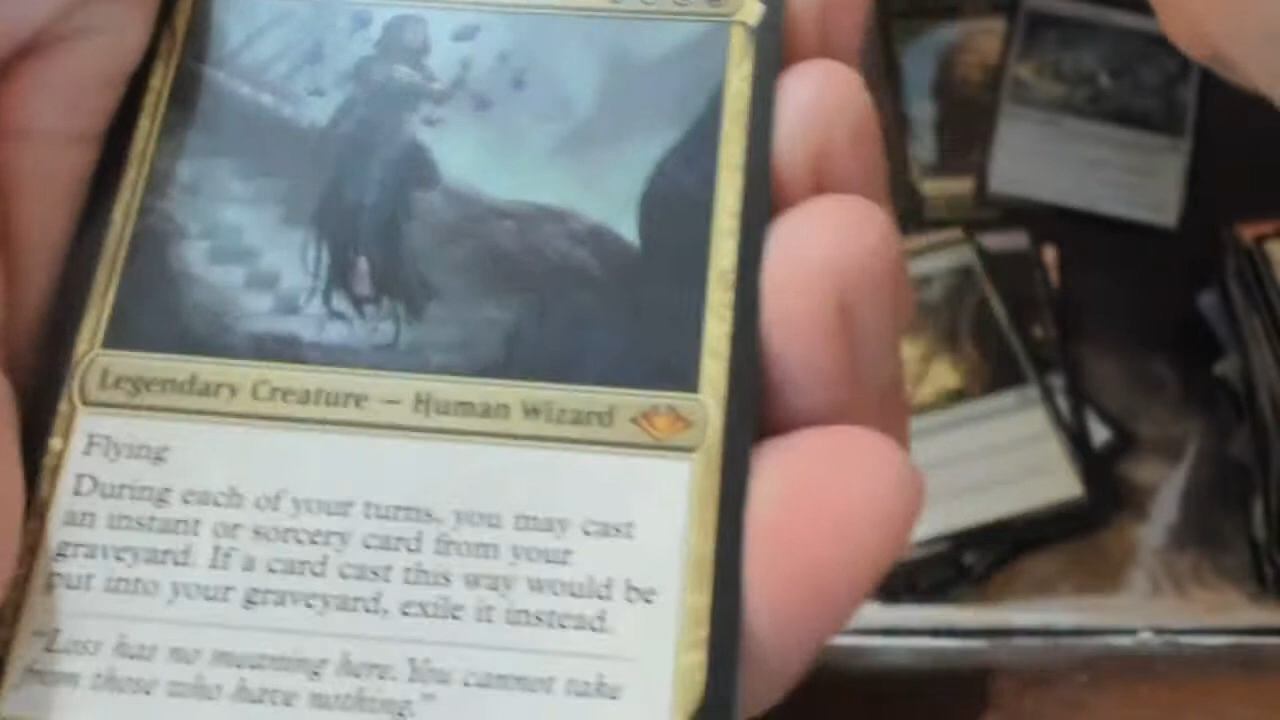 Legendary Creature — Human Wizard
Flying
During each of your turns, you may cast
an instant or sorcery card from your
graveyard. If a card cast this way would be
put into your graveyard, exile it instead.
"Loss has no meaning here. You cannot take
from those who have nothing."